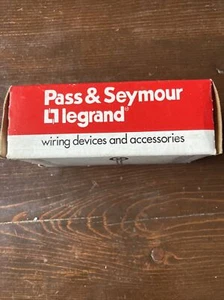 Pass & Seymour
legrand®
wiring devices and accessories